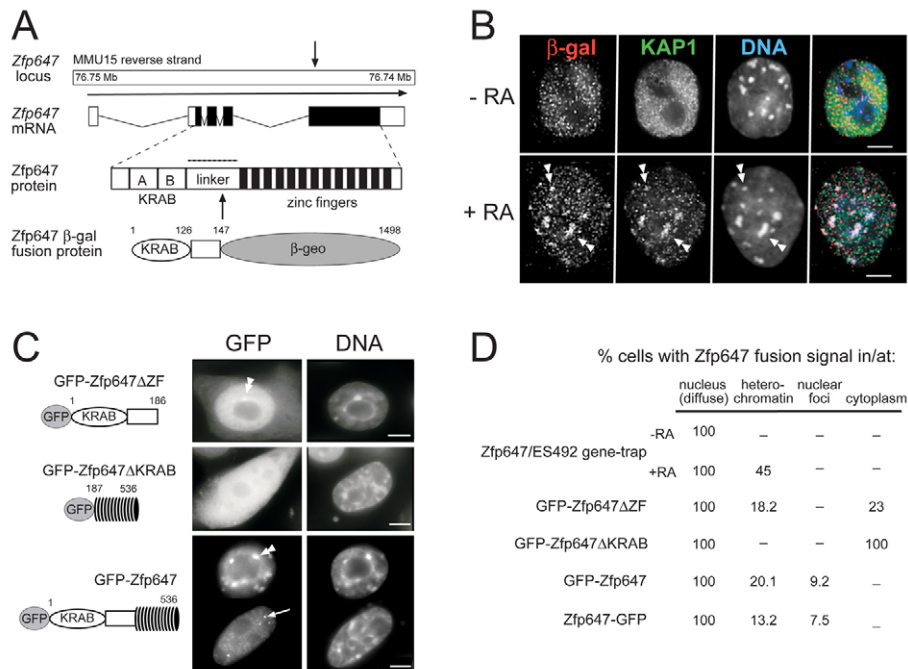 A
Zfp647 locus
MMU15 reverse strand
76.75 Mb
76.74 Mb
Zfp647 mRNA
Zfp647 protein
A
B
linker
KRAB
zinc fingers
Zfp647 β-gal fusion protein
1
126
147
1498
KRAB
β-geo
B
β-gal
KAP1
DNA
- RA
+ RA
C
GFP
DNA
GFP-Zfp647ΔZF
1
186
GFP
KRAB
GFP-Zfp647ΔKRAB
187
536
GFP
GFP-Zfp647
1
536
GFP
KRAB
D
% cells with Zfp647 fusion signal in/at:
nucleus (diffuse)
hetero-chromatin
nuclear foci
cytoplasm
Zfp647/ES492 gene-trap
-RA 100 – – –
+RA 100 45 – –
GFP-Zfp647ΔZF 100 18.2 – 23
GFP-Zfp647ΔKRAB 100 – – 100
GFP-Zfp647 100 20.1 9.2 –
Zfp647-GFP 100 13.2 7.5 –